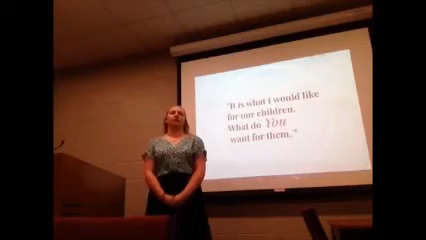 "It is what I would like
for our children.
What do You
want for them."